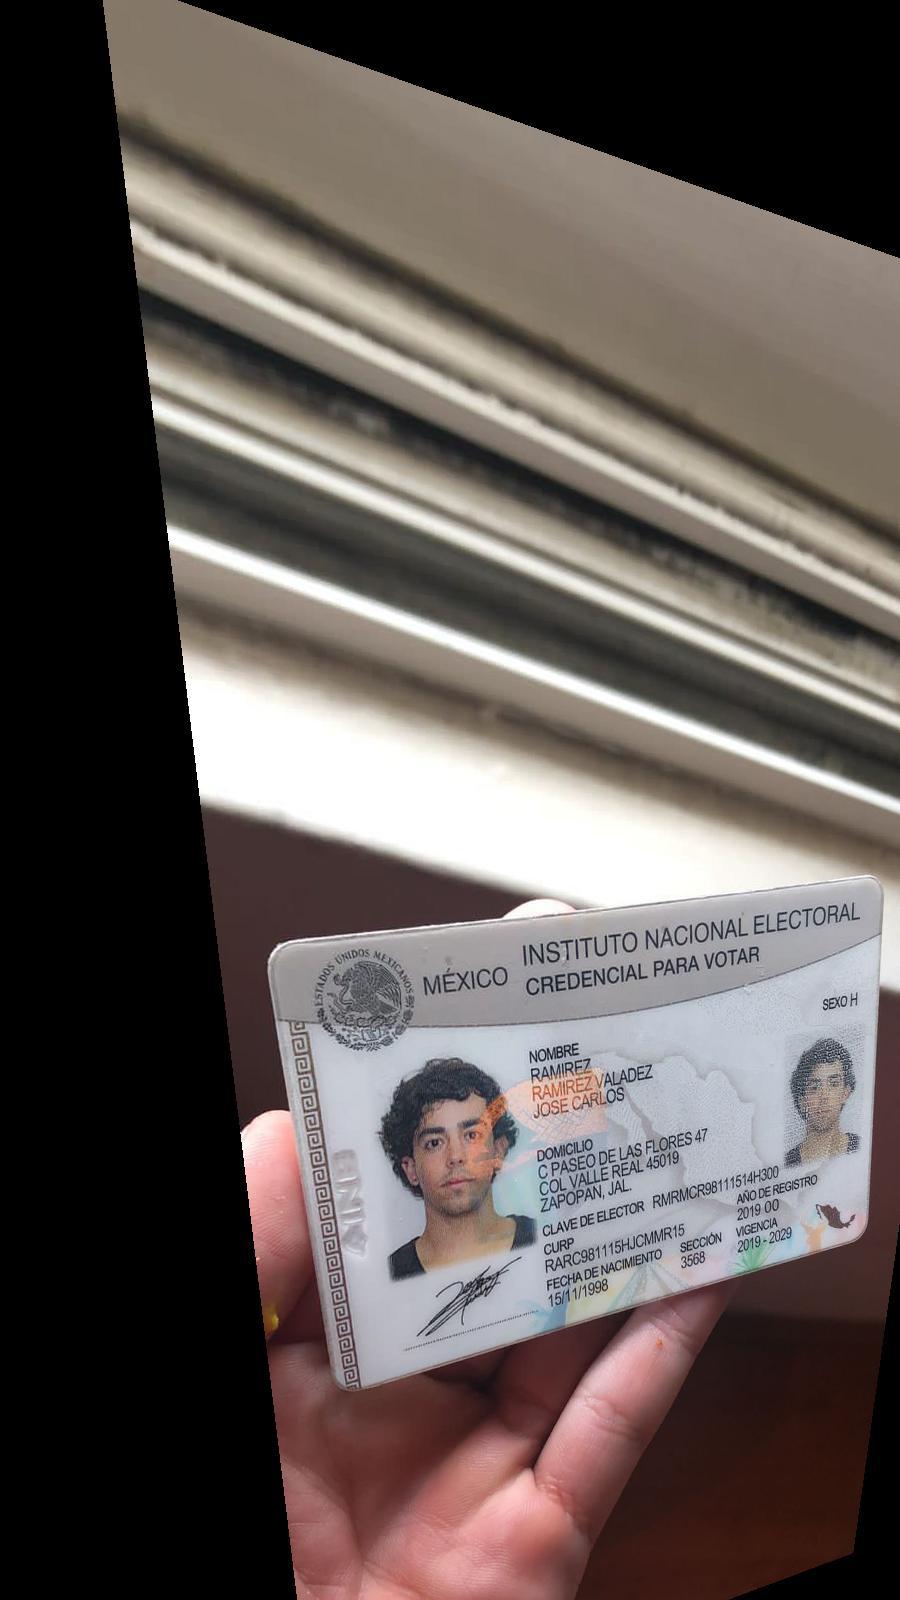 INSTITUTO NACIONAL ELECTORAL
MÉXICO CREDENCIAL PARA VOTAR
ESTADOS UNIDOS MEXICANOS
SEXO H
NOMBRE
RAMIREZ
RAMIREZ VALADEZ
JOSE CARLOS
DOMICILIO
C PASEO DE LAS FLORES 47
COL VALLE REAL 45019
ZAPOPAN, JAL.
CLAVE DE ELECTOR RMRMCR98111514H300
CURP
RARC981115HJCMMR15
AÑO DE REGISTRO
2019 00
FECHA DE NACIMIENTO
15/11/1998
SECCIÓN
3568
VIGENCIA
2019 - 2029